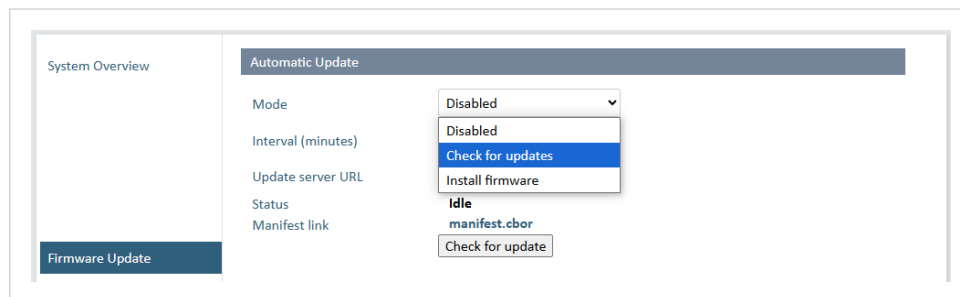 System Overview
Automatic Update
Mode
Disabled
Disabled
Interval (minutes)
Check for updates
Update server URL
Install firmware
Status
Idle
Manifest link
manifest.cbor
Check for update
Firmware Update